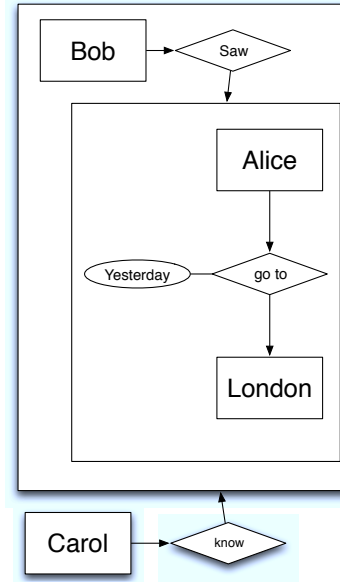 Bob
Saw
Alice
Yesterday
go to
London
Carol
know